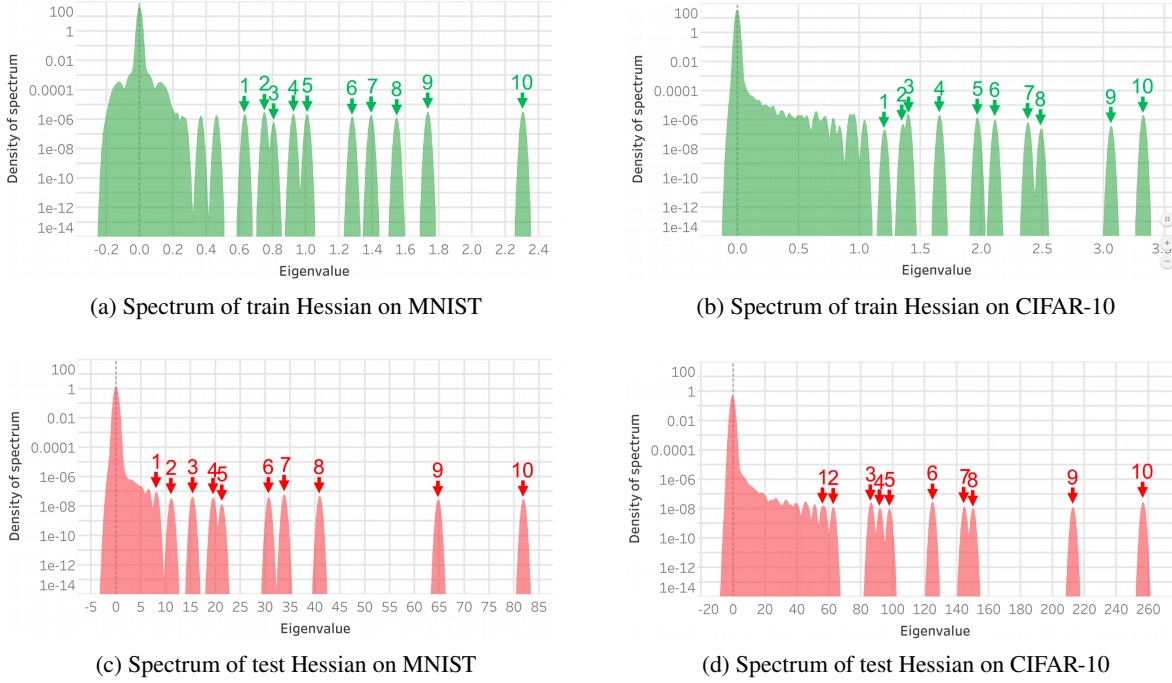 Density of spectrum
100
1
0.01
0.0001
1e-06
1e-08
1e-10
1e-12
1e-14
1 2 3 4 5 6 7 8 9 10
-0.2 0.0 0.2 0.4 0.6 0.8 1.0 1.2 1.4 1.6 1.8 2.0 2.2 2.4
Eigenvalue
(a) Spectrum of train Hessian on MNIST
Density of spectrum
100
1
0.01
0.0001
1e-06
1e-08
1e-10
1e-12
1e-14
1 2 3 4 5 6 7 8 9 10
0.0 0.5 1.0 1.5 2.0 2.5 3.0
Eigenvalue
(b) Spectrum of train Hessian on CIFAR-10
Density of spectrum
100
1
0.01
0.0001
1e-06
1e-08
1e-10
1e-12
1e-14
1 2 3 4 5 6 7 8 9 10
-5 0 5 10 15 20 25 30 35 40 45 50 55 60 65 70 75 80 85
Eigenvalue
(c) Spectrum of test Hessian on MNIST
Density of spectrum
100
1
0.01
0.0001
1e-06
1e-08
1e-10
1e-12
1e-14
1 2 3 4 5 6 7 8 9 10
-20 0 20 40 60 80 100 120 140 160 180 200 220 240 260
Eigenvalue
(d) Spectrum of test Hessian on CIFAR-10